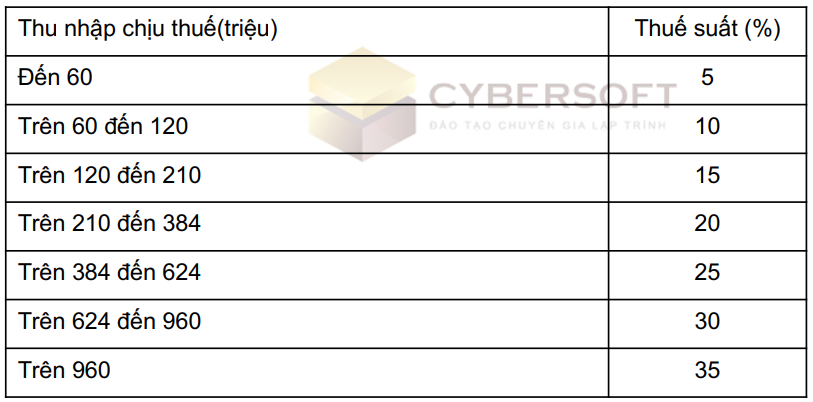 Thu nhập chịu thuế(triệu) Thuế suất (%)
Đến 60 5
CYBERSOFT
ĐÀO TẠO CHUYÊN GIA LẬP TRÌNH
Trên 60 đến 120 10
Trên 120 đến 210 15
Trên 210 đến 384 20
Trên 384 đến 624 25
Trên 624 đến 960 30
Trên 960 35